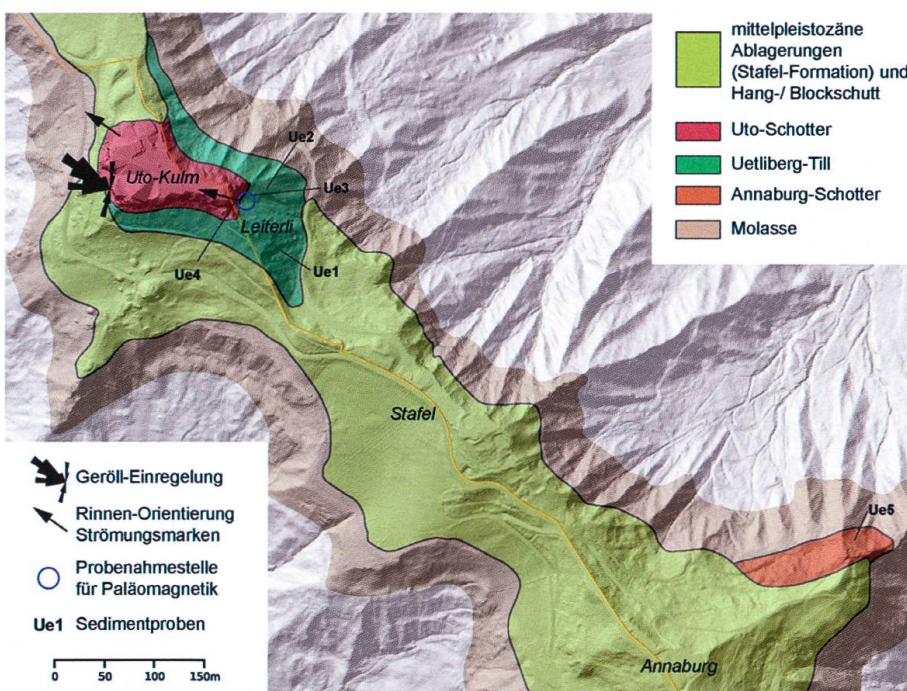 mittelpleistozäne
Ablagerungen
(Stafel-Formation) und
Hang-/ Blockschutt
Uto-Schotter
Uetliberg-Till
Annaburg-Schotter
Molasse
Ue2
Uto-Kulm
Ue3
Leiterli
Ue4
Ue1
Stafel
Ue5
Annaburg
Geröll-Einregelung
Rinnen-Orientierung
Strömungsmarken
Probenahmestelle
für Paläomagnetik
Ue1 Sedimentproben
0 50 100 150m